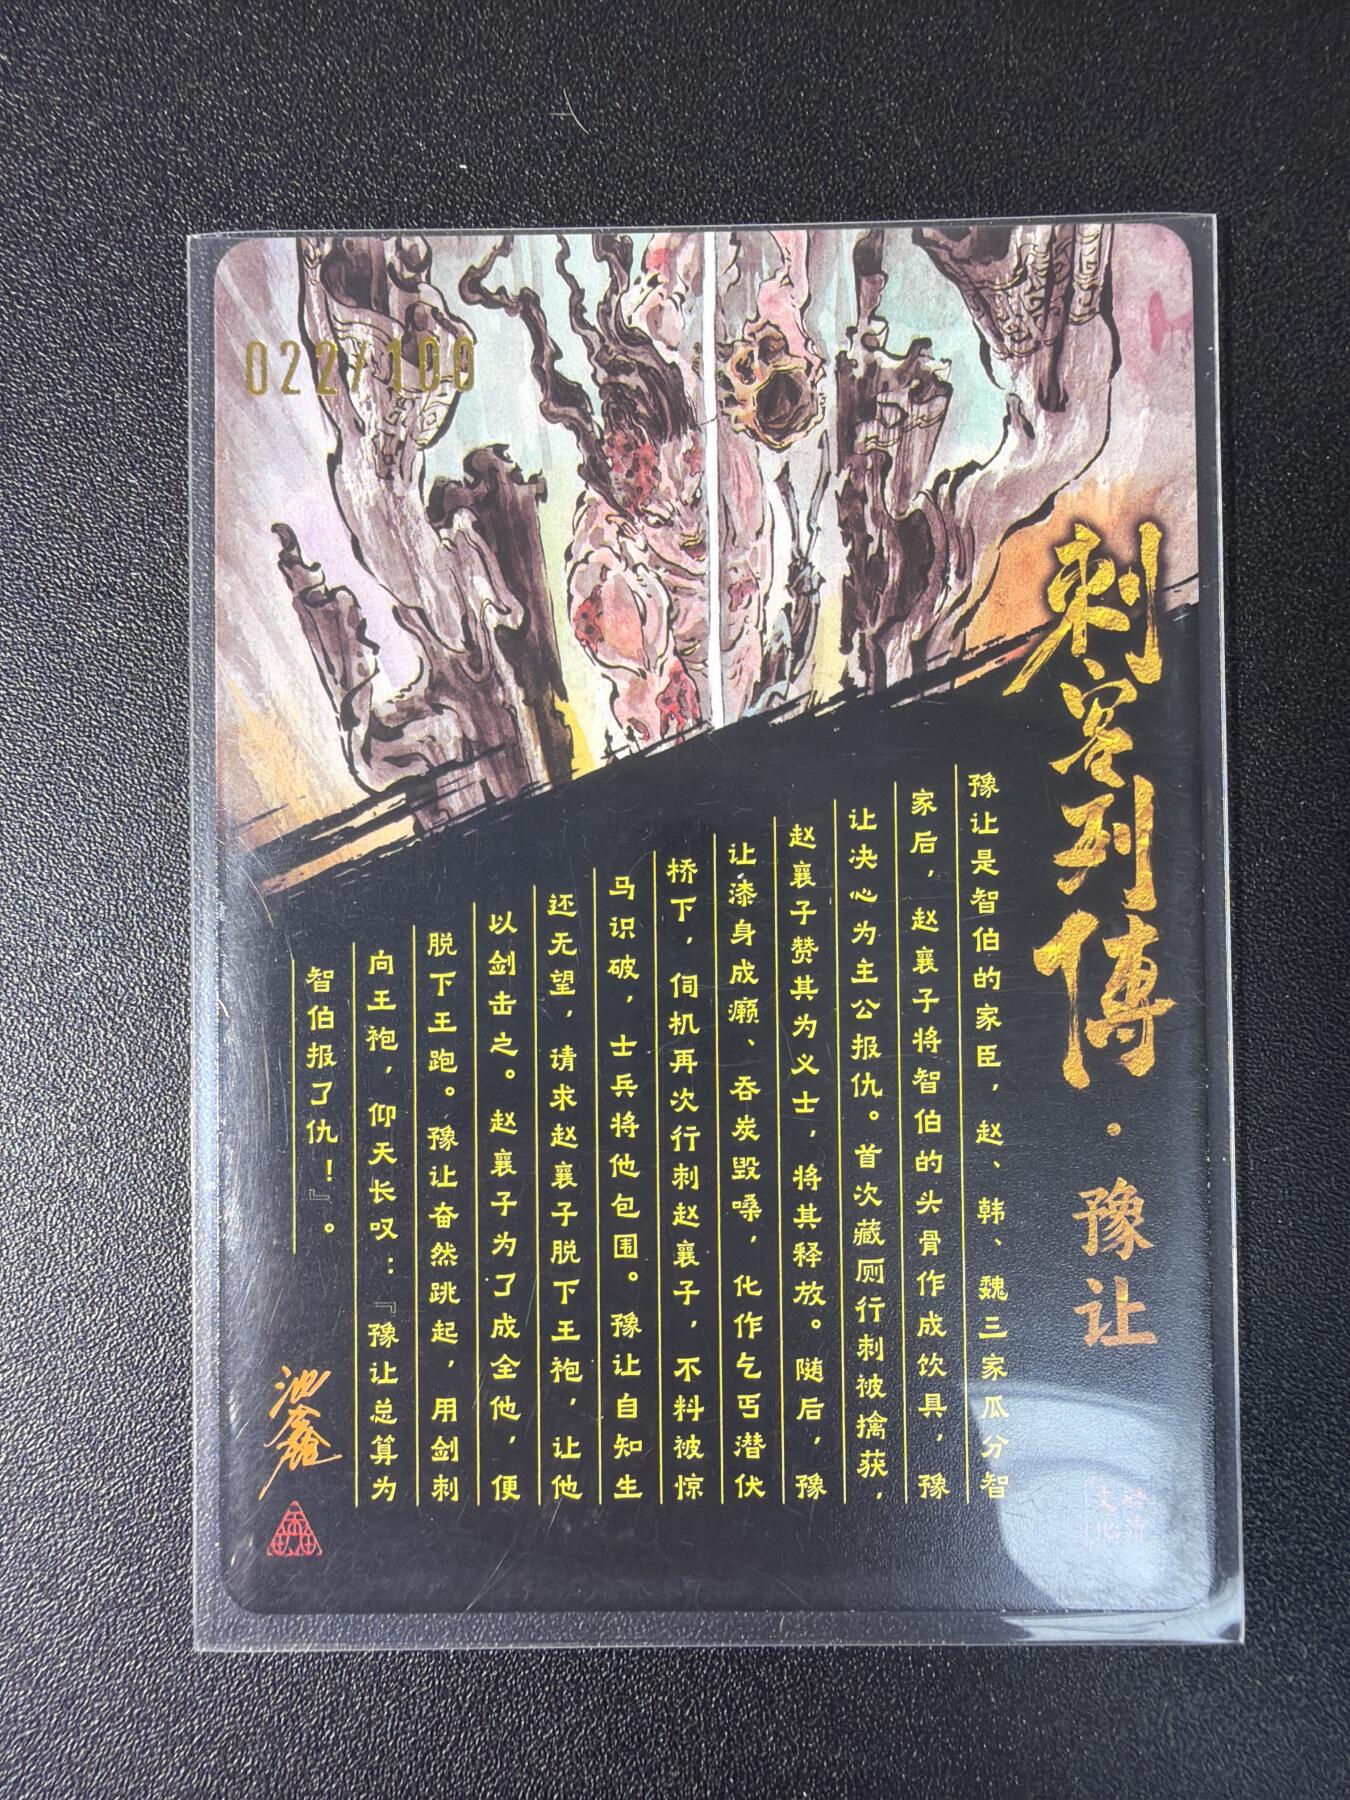 022/100
刺客列傳·豫让
豫让是智伯的家臣，赵、韩、魏三家瓜分智
家后，赵襄子将智伯的头骨作成饮具，豫
让决心为主公报仇。首次藏厕行刺被擒获，
赵襄子赞其为义士，将其释放。随后，豫
让漆身成癞、吞炭毁嗓，化作乞丐潜伏
桥下，伺机再次行刺赵襄子，不料被惊
马识破，士兵将他包围。豫让自知生
还无望，请求赵襄子脱下王袍，让他
以剑击之。赵襄子为了成全他，便
脱下王跑。豫让奋然跳起，用剑刺
向王袍，仰天长叹：『豫让总算为
智伯报了仇！』。